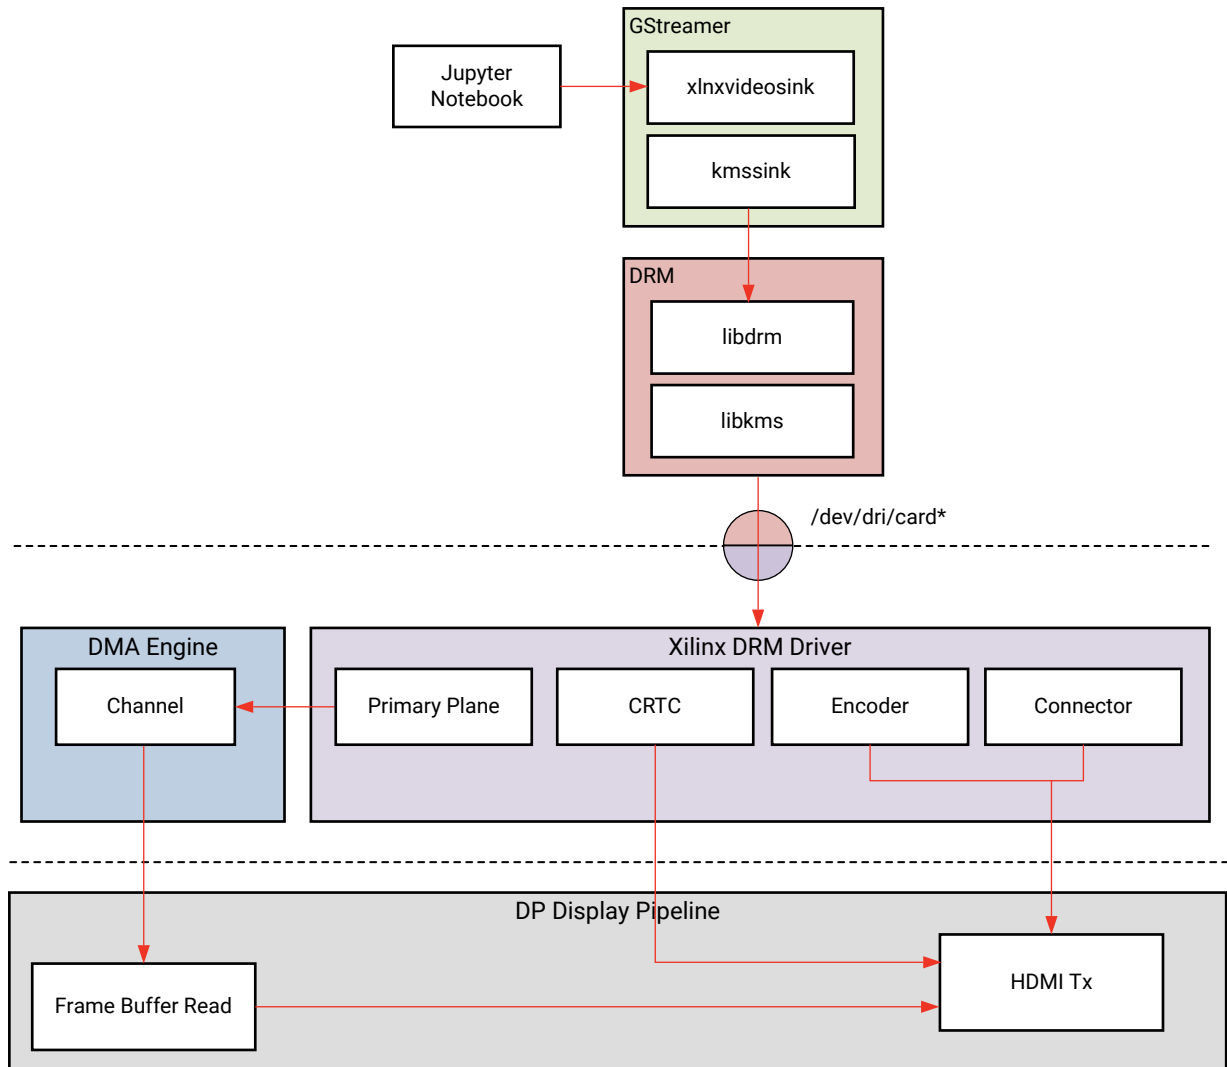 GStreamer
Jupyter
Notebook
xlnxvideosink
kmssink
DRM
libdrm
libkms
/dev/dri/card*
DMA Engine
Xilinx DRM Driver
Channel
Primary Plane
CRTC
Encoder
Connector
DP Display Pipeline
HDMI Tx
Frame Buffer Read